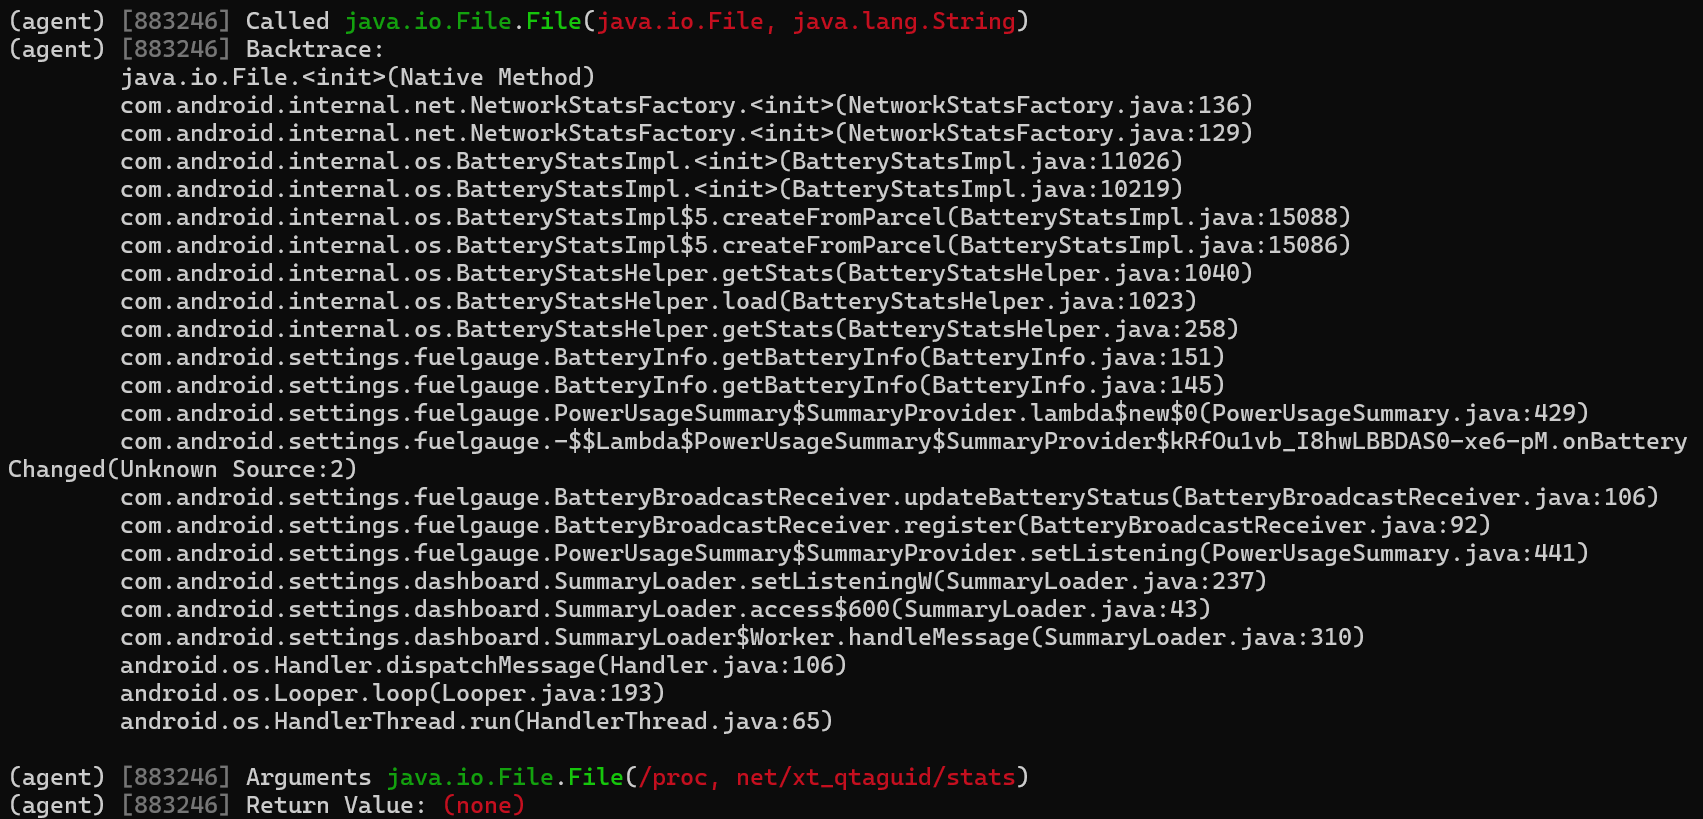 (agent) [883246] Called java.io.File.File(java.io.File, java.lang.String)
(agent) [883246] Backtrace:
java.io.File.<init>(Native Method)
com.android.internal.net.NetworkStatsFactory.<init>(NetworkStatsFactory.java:136)
com.android.internal.net.NetworkStatsFactory.<init>(NetworkStatsFactory.java:129)
com.android.internal.os.BatteryStatsImpl.<init>(BatteryStatsImpl.java:11026)
com.android.internal.os.BatteryStatsImpl.<init>(BatteryStatsImpl.java:10219)
com.android.internal.os.BatteryStatsImpl$5.createFromParcel(BatteryStatsImpl.java:15088)
com.android.internal.os.BatteryStatsImpl$5.createFromParcel(BatteryStatsImpl.java:15086)
com.android.internal.os.BatteryStatsHelper.getStats(BatteryStatsHelper.java:1040)
com.android.internal.os.BatteryStatsHelper.load(BatteryStatsHelper.java:1023)
com.android.internal.os.BatteryStatsHelper.getStats(BatteryStatsHelper.java:258)
com.android.settings.fuelgauge.BatteryInfo.getBatteryInfo(BatteryInfo.java:151)
com.android.settings.fuelgauge.BatteryInfo.getBatteryInfo(BatteryInfo.java:145)
com.android.settings.fuelgauge.PowerUsageSummary$SummaryProvider.lambda$new$0(PowerUsageSummary.java:429)
com.android.settings.fuelgauge.-$$Lambda$PowerUsageSummary$SummaryProvider$kRfOu1vb_I8hwLBBDAS0-xe6-pM.onBattery
Changed(Unknown Source:2)
com.android.settings.fuelgauge.BatteryBroadcastReceiver.updateBatteryStatus(BatteryBroadcastReceiver.java:106)
com.android.settings.fuelgauge.BatteryBroadcastReceiver.register(BatteryBroadcastReceiver.java:92)
com.android.settings.fuelgauge.PowerUsageSummary$SummaryProvider.setListening(PowerUsageSummary.java:441)
com.android.settings.dashboard.SummaryLoader.setListeningW(SummaryLoader.java:237)
com.android.settings.dashboard.SummaryLoader.access$600(SummaryLoader.java:43)
com.android.settings.dashboard.SummaryLoader$Worker.handleMessage(SummaryLoader.java:310)
android.os.Handler.dispatchMessage(Handler.java:106)
android.os.Looper.loop(Looper.java:193)
android.os.HandlerThread.run(HandlerThread.java:65)
(agent) [883246] Arguments java.io.File.File(/proc, net/xt_qtaguid/stats)
(agent) [883246] Return Value: (none)